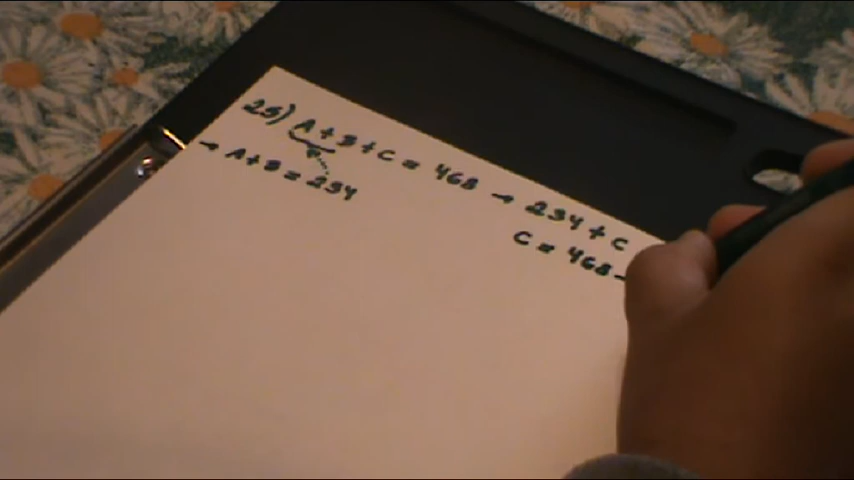 25) A+B+C = 468 → 234+C
→ A+B = 234
C = 468-